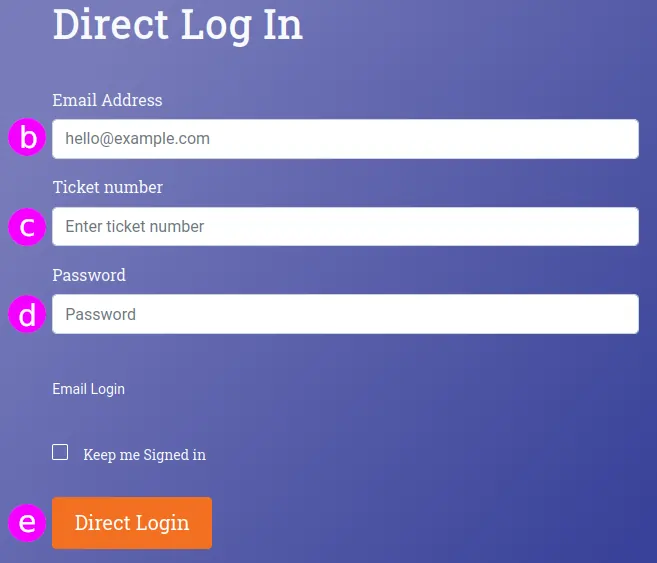 Direct Log In
Email Address
b hello@example.com
Ticket number
c Enter ticket number
Password
d Password
Email Login
Keep me Signed in
e Direct Login